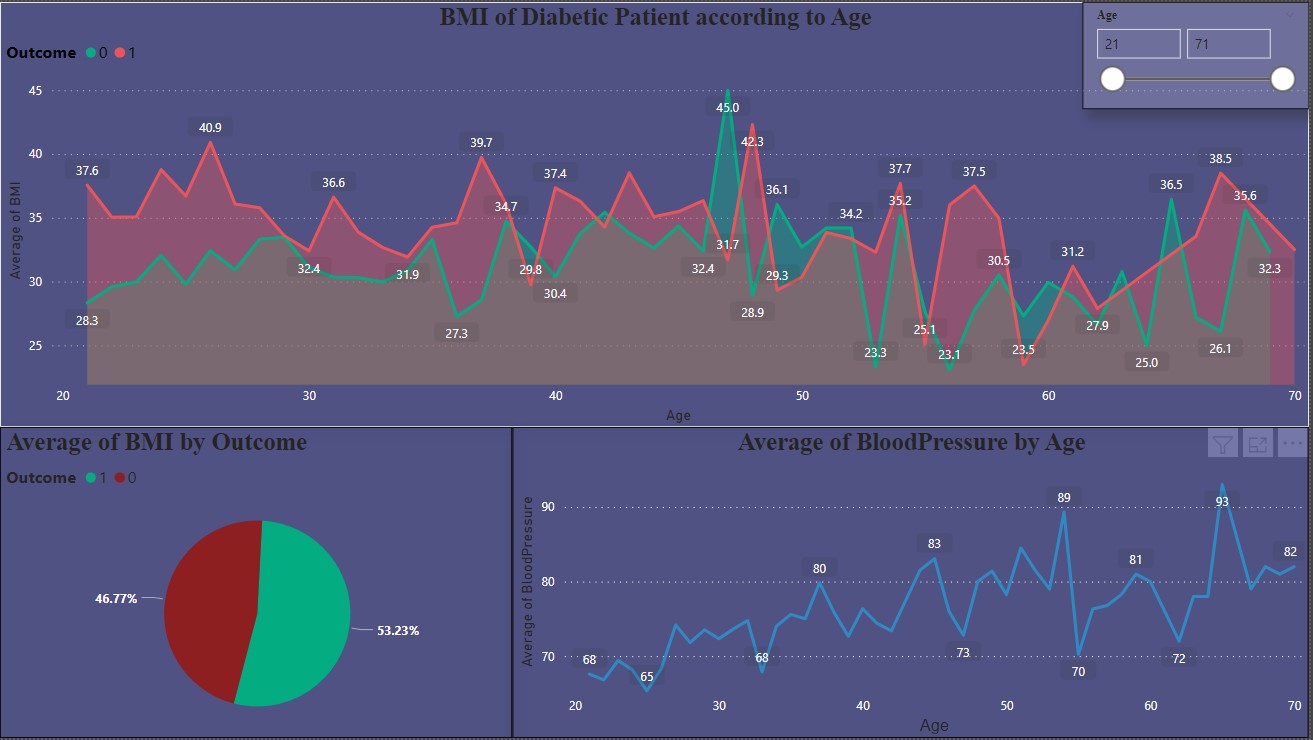 BMI of Diabetic Patient according to Age
Age
21 71
Outcome 0 1
Average of BMI
45
40
35
30
25
37.6 40.9 36.6 39.7 37.4 45.0 42.3 36.1 34.2 37.7 37.5 36.5 38.5
34.7 35.2 35.6
28.3 32.4 31.9 27.3 29.8 30.4 32.4 31.7 28.9 29.3 23.3 25.1 23.1 30.5 23.5 31.2 27.9 25.0 26.1 32.3
20 30 40 50 60 70
Age
Average of BMI by Outcome
Outcome 1 0
46.77%
53.23%
Average of BloodPressure by Age
Average of BloodPressure
90
80
70
68 65 68 80 83 73 89 70 81 72 93 82
20 30 40 50 60 70
Age